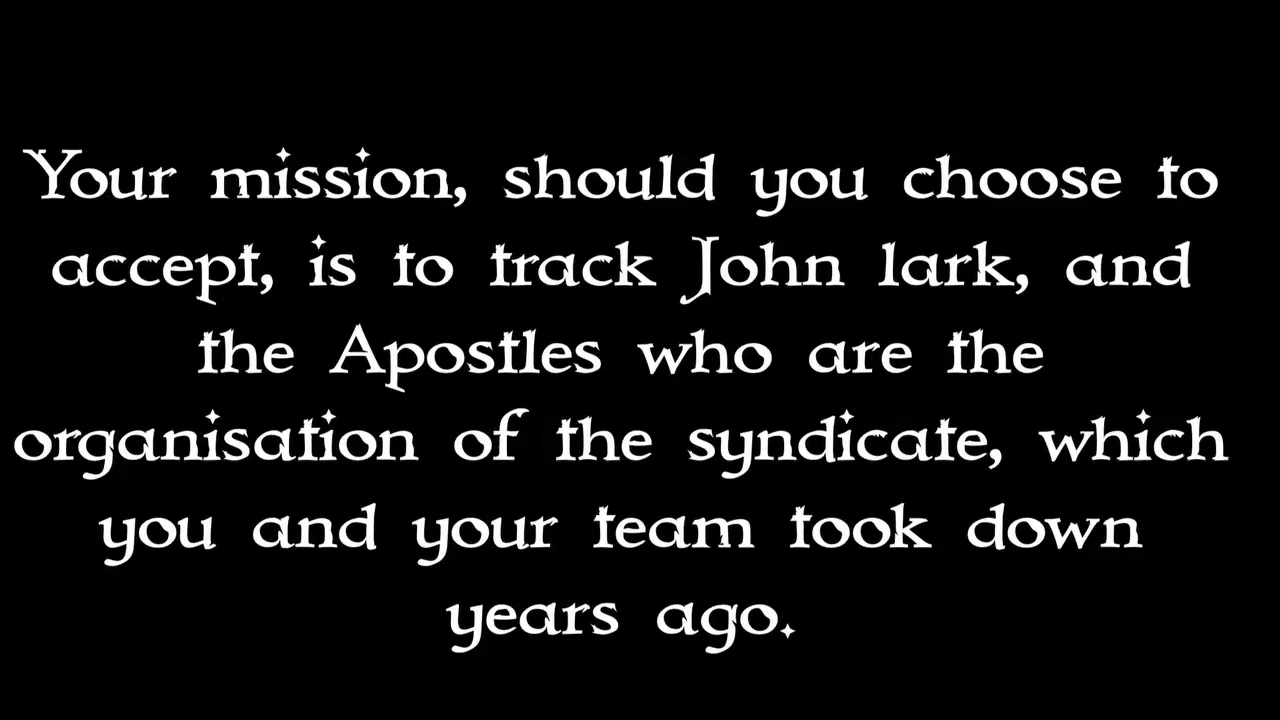 Your mission, should you choose to
accept, is to track John lark, and
the Apostles who are the
organisation of the syndicate, which
you and your team took down
years ago.